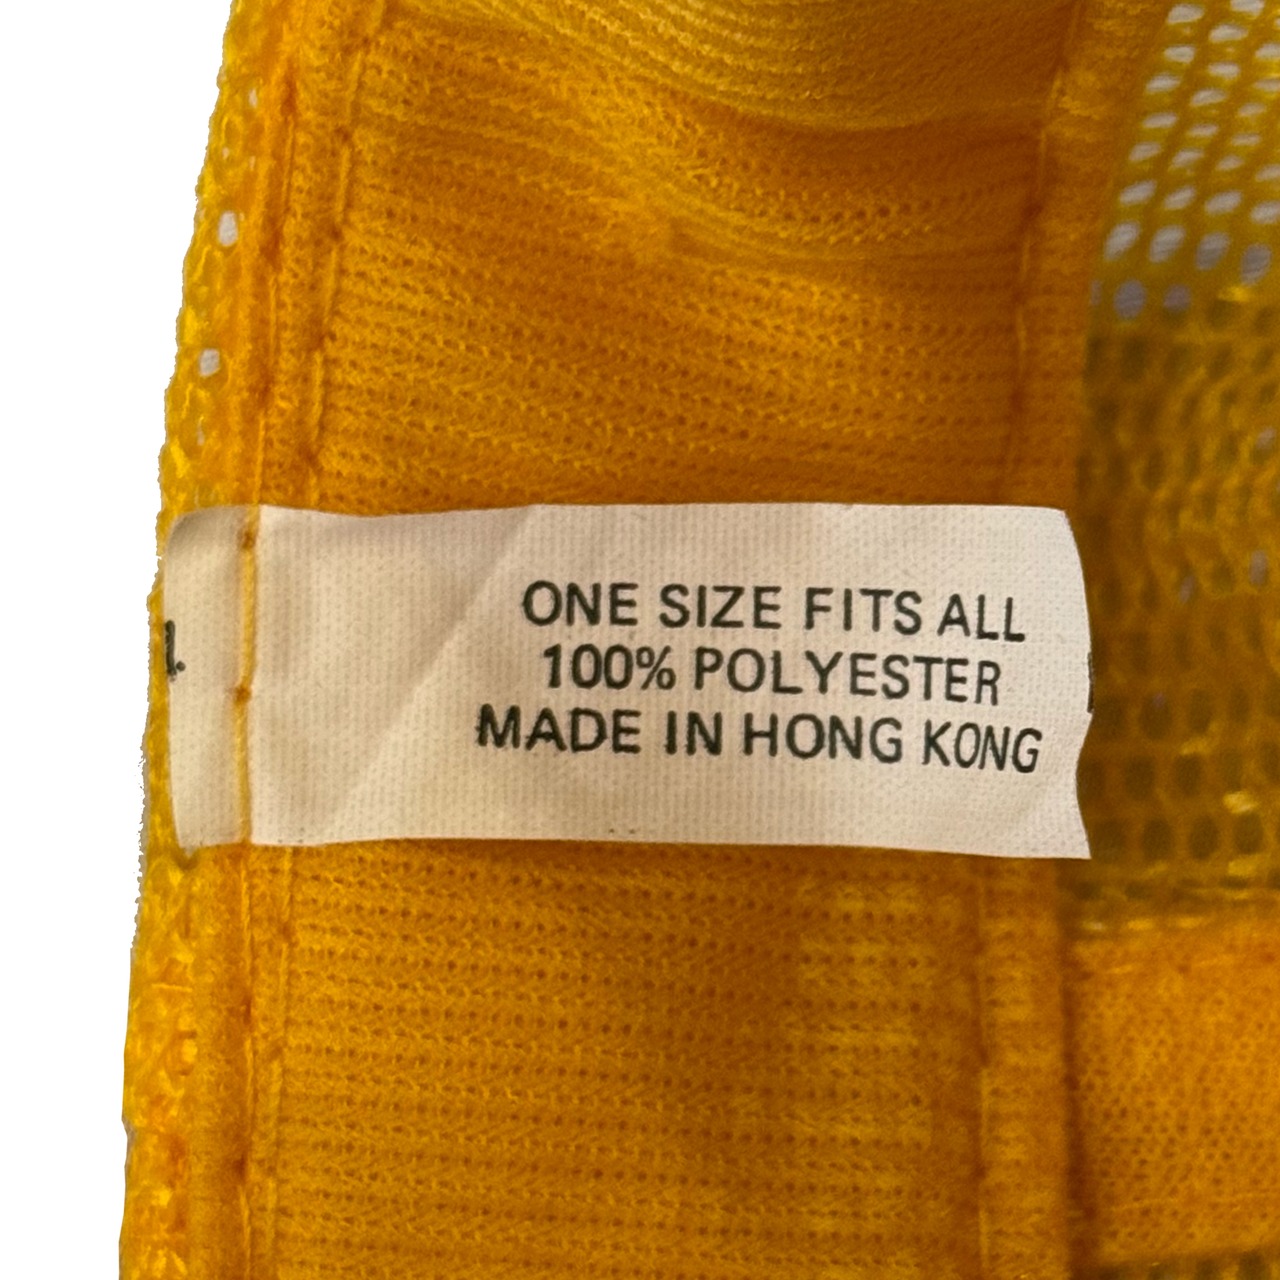 ONE SIZE FITS ALL
100% POLYESTER
MADE IN HONG KONG